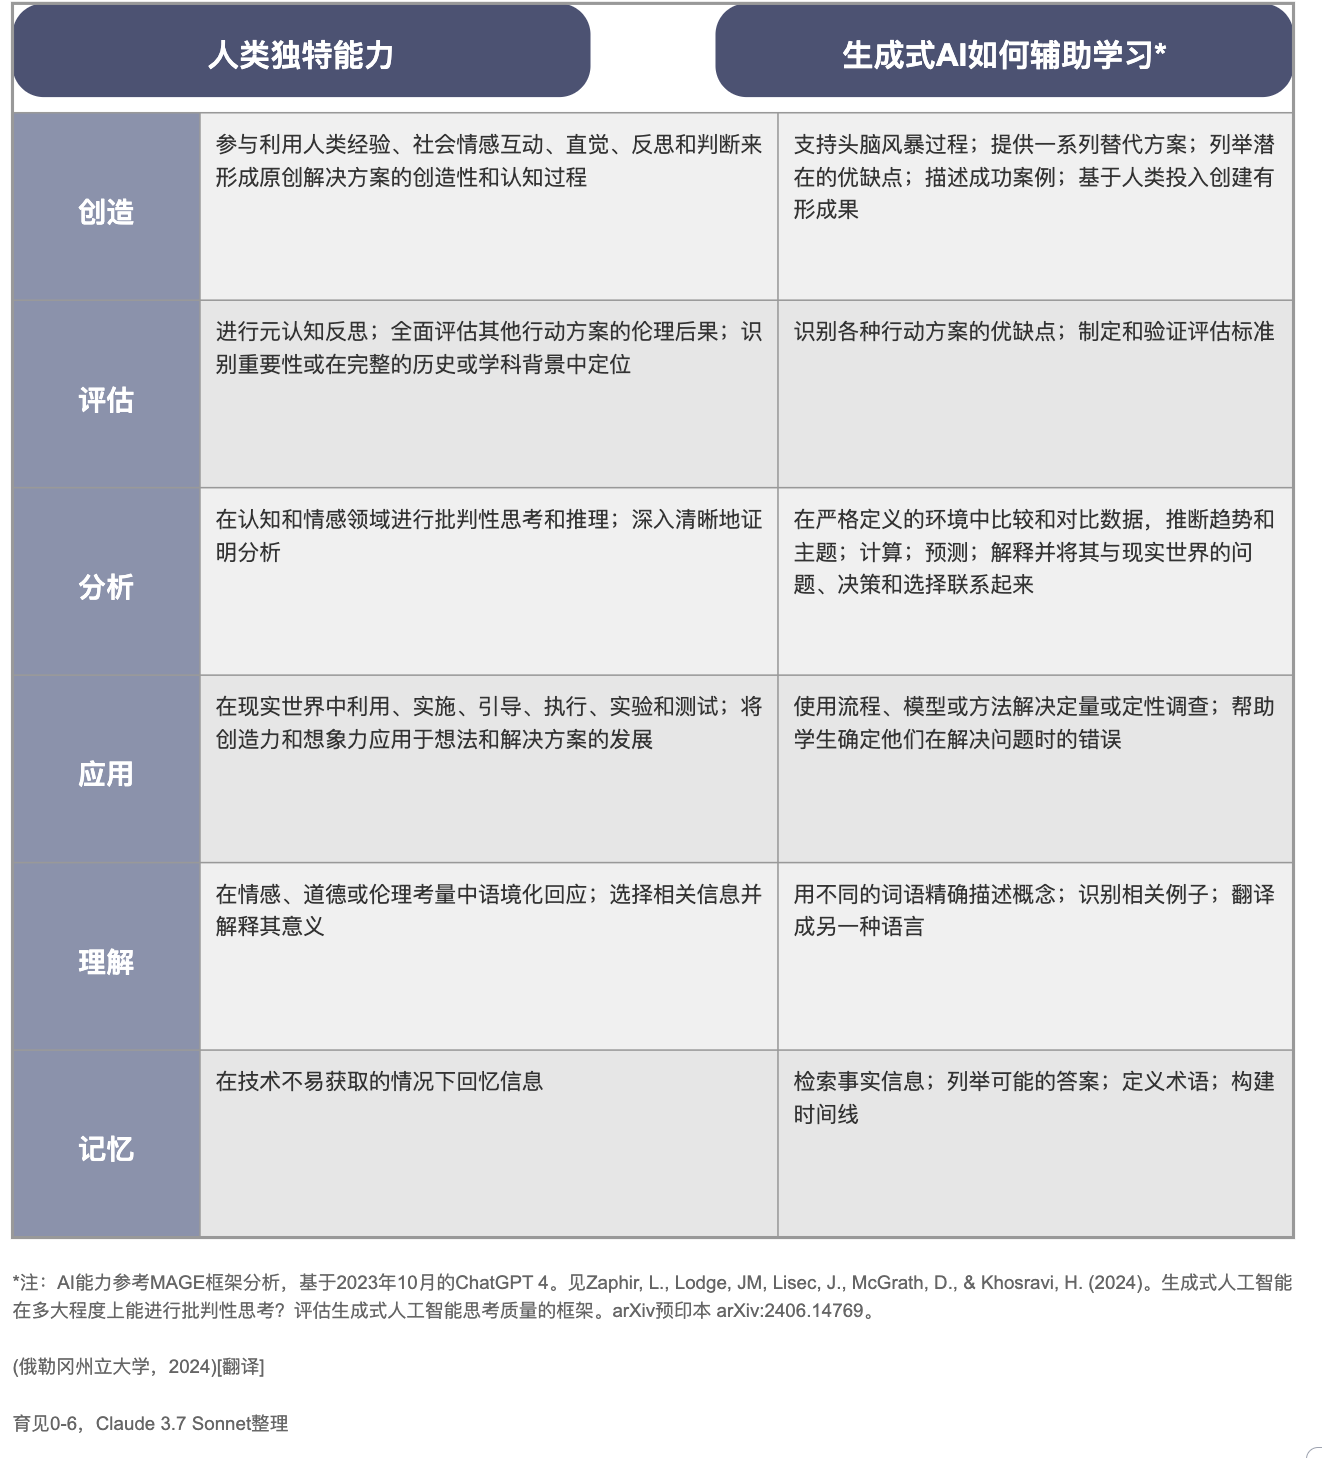 人类独特能力
生成式AI如何辅助学习*
创造
参与利用人类经验、社会情感互动、直觉、反思和判断来
形成原创解决方案的创造性和认知过程
支持头脑风暴过程；提供一系列替代方案；列举潜
在的优缺点；描述成功案例；基于人类投入创建有
形成果
评估
进行元认知反思；全面评估其他行动方案的伦理后果；识
别重要性或在完整的历史或学科背景中定位
识别各种行动方案的优缺点；制定和验证评估标准
分析
在认知和情感领域进行批判性思考和推理；深入清晰地证
明分析
在严格定义的环境中比较和对比数据，推断趋势和
主题；计算；预测；解释并将其与现实世界的问
题、决策和选择联系起来
应用
在现实世界中利用、实施、引导、执行、实验和测试；将
创造力和想象力应用于想法和解决方案的发展
使用流程、模型或方法解决定量或定性调查；帮助
学生确定他们在解决问题时的错误
理解
在情感、道德或伦理考量中语境化回应；选择相关信息并
解释其意义
用不同的词语精确描述概念；识别相关例子；翻译
成另一种语言
记忆
在技术不易获取的情况下回忆信息
检索事实信息；列举可能的答案；定义术语；构建
时间线
*注：AI能力参考MAGE框架分析，基于2023年10月的ChatGPT 4。见Zaphir, L., Lodge, JM, Lisec, J., McGrath, D., & Khosravi, H. (2024)。生成式人工智能
在多大程度上能进行批判性思考？评估生成式人工智能思考质量的框架。arXiv预印本 arXiv:2406.14769。
(俄勒冈州立大学，2024)[翻译]
育见0-6，Claude 3.7 Sonnet整理